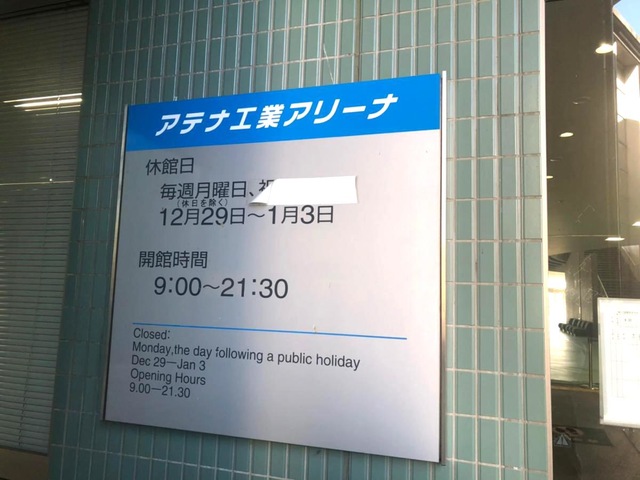 アテナ工業アリーナ
休館日
毎週月曜日、祝
(休日を除く)
12月29日〜1月3日
開館時間
9:00〜21:30
Closed:
Monday,the day following a public holiday
Dec 29—Jan 3
Opening Hours
9.00—21.30